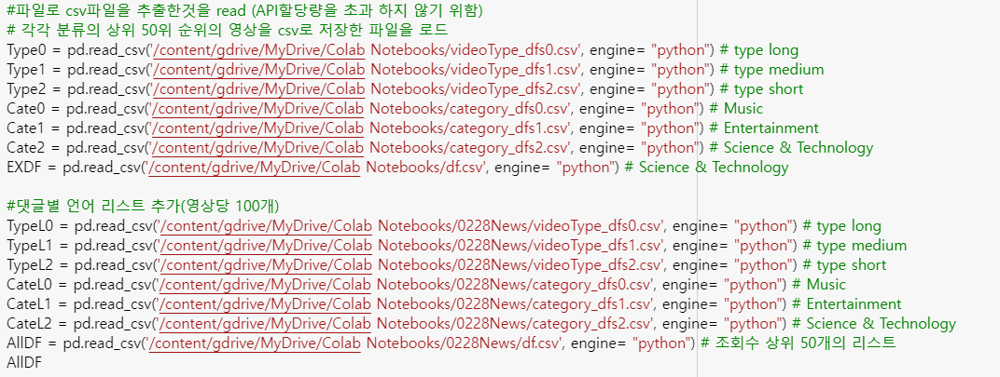 #파일로 csv파일을 추출한것을 read (API할당량을 초과 하지 않기 위함)
# 각각 분류의 상위 50위 순위의 영상을 csv로 저장한 파일을 로드
Type0 = pd.read_csv('/content/gdrive/MyDrive/Colab Notebooks/videoType_dfs0.csv', engine= "python") # type long
Type1 = pd.read_csv('/content/gdrive/MyDrive/Colab Notebooks/videoType_dfs1.csv', engine= "python") # type medium
Type2 = pd.read_csv('/content/gdrive/MyDrive/Colab Notebooks/videoType_dfs2.csv', engine= "python") # type short
Cate0 = pd.read_csv('/content/gdrive/MyDrive/Colab Notebooks/category_dfs0.csv', engine= "python") # Music
Cate1 = pd.read_csv('/content/gdrive/MyDrive/Colab Notebooks/category_dfs1.csv', engine= "python") # Entertainment
Cate2 = pd.read_csv('/content/gdrive/MyDrive/Colab Notebooks/category_dfs2.csv', engine= "python") # Science & Technology
EXDF = pd.read_csv('/content/gdrive/MyDrive/Colab Notebooks/df.csv', engine= "python") # Science & Technology
#댓글별 언어 리스트 추가(영상당 100개)
TypeL0 = pd.read_csv('/content/gdrive/MyDrive/Colab Notebooks/0228News/videoType_dfs0.csv', engine= "python") # type long
TypeL1 = pd.read_csv('/content/gdrive/MyDrive/Colab Notebooks/0228News/videoType_dfs1.csv', engine= "python") # type medium
TypeL2 = pd.read_csv('/content/gdrive/MyDrive/Colab Notebooks/0228News/videoType_dfs2.csv', engine= "python") # type short
CateL0 = pd.read_csv('/content/gdrive/MyDrive/Colab Notebooks/0228News/category_dfs0.csv', engine= "python") # Music
CateL1 = pd.read_csv('/content/gdrive/MyDrive/Colab Notebooks/0228News/category_dfs1.csv', engine= "python") # Entertainment
CateL2 = pd.read_csv('/content/gdrive/MyDrive/Colab Notebooks/0228News/category_dfs2.csv', engine= "python") # Science & Technology
AllDF = pd.read_csv('/content/gdrive/MyDrive/Colab Notebooks/0228News/df.csv', engine= "python") # 조회수 상위 50개의 리스트
AllDF